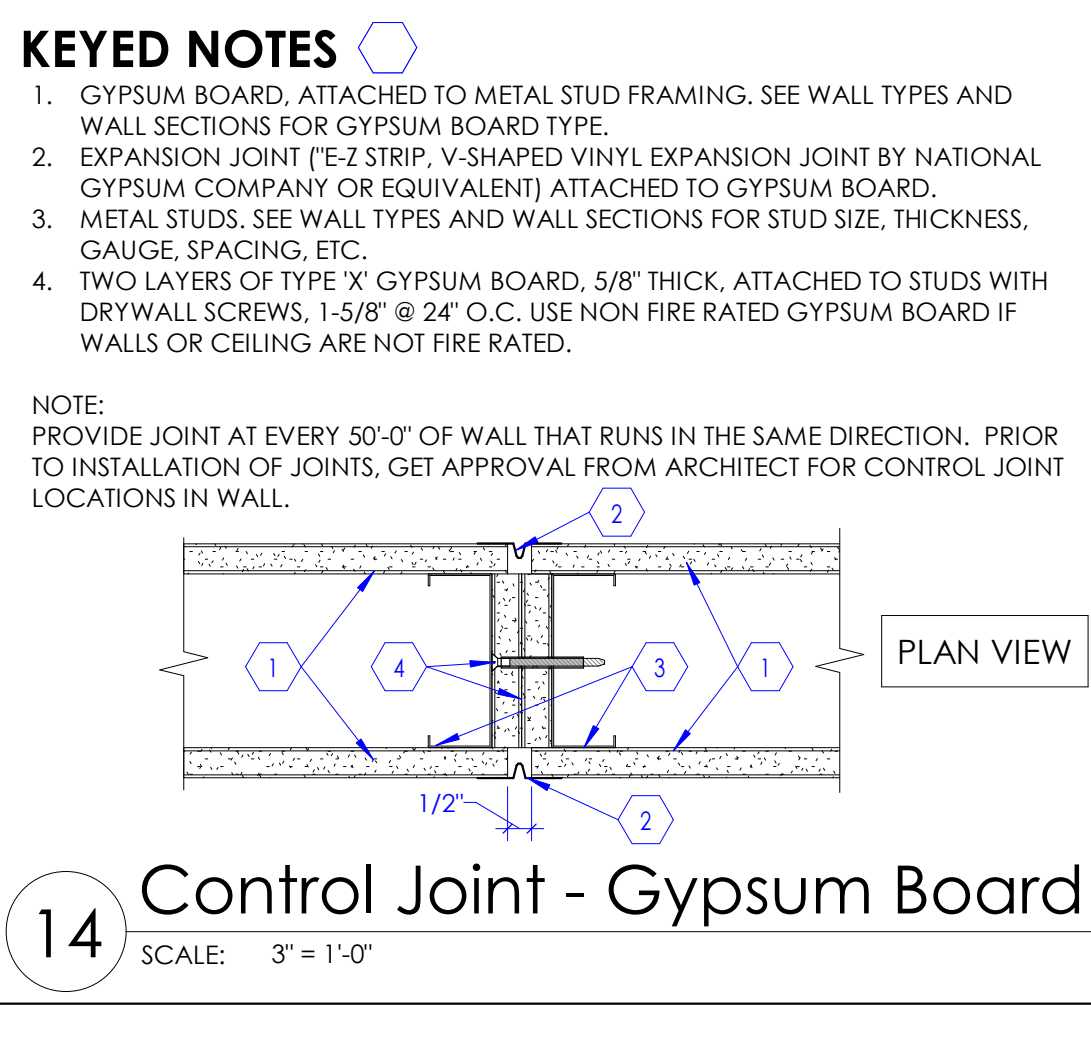 KEYED NOTES
1. GYPSUM BOARD, ATTACHED TO METAL STUD FRAMING. SEE WALL TYPES AND
WALL SECTIONS FOR GYPSUM BOARD TYPE.
2. EXPANSION JOINT ("E-Z STRIP, V-SHAPED VINYL EXPANSION JOINT BY NATIONAL
GYPSUM COMPANY OR EQUIVALENT) ATTACHED TO GYPSUM BOARD.
3. METAL STUDS. SEE WALL TYPES AND WALL SECTIONS FOR STUD SIZE, THICKNESS,
GAUGE, SPACING, ETC.
4. TWO LAYERS OF TYPE 'X' GYPSUM BOARD, 5/8" THICK, ATTACHED TO STUDS WITH
DRYWALL SCREWS, 1-5/8" @ 24" O.C. USE NON FIRE RATED GYPSUM BOARD IF
WALLS OR CEILING ARE NOT FIRE RATED.
NOTE:
PROVIDE JOINT AT EVERY 50'-0" OF WALL THAT RUNS IN THE SAME DIRECTION. PRIOR
TO INSTALLATION OF JOINTS, GET APPROVAL FROM ARCHITECT FOR CONTROL JOINT
LOCATIONS IN WALL.
2
1 4 3 1
PLAN VIEW
1/2"
2
14
Control Joint - Gypsum Board
SCALE: 3" = 1'-0"